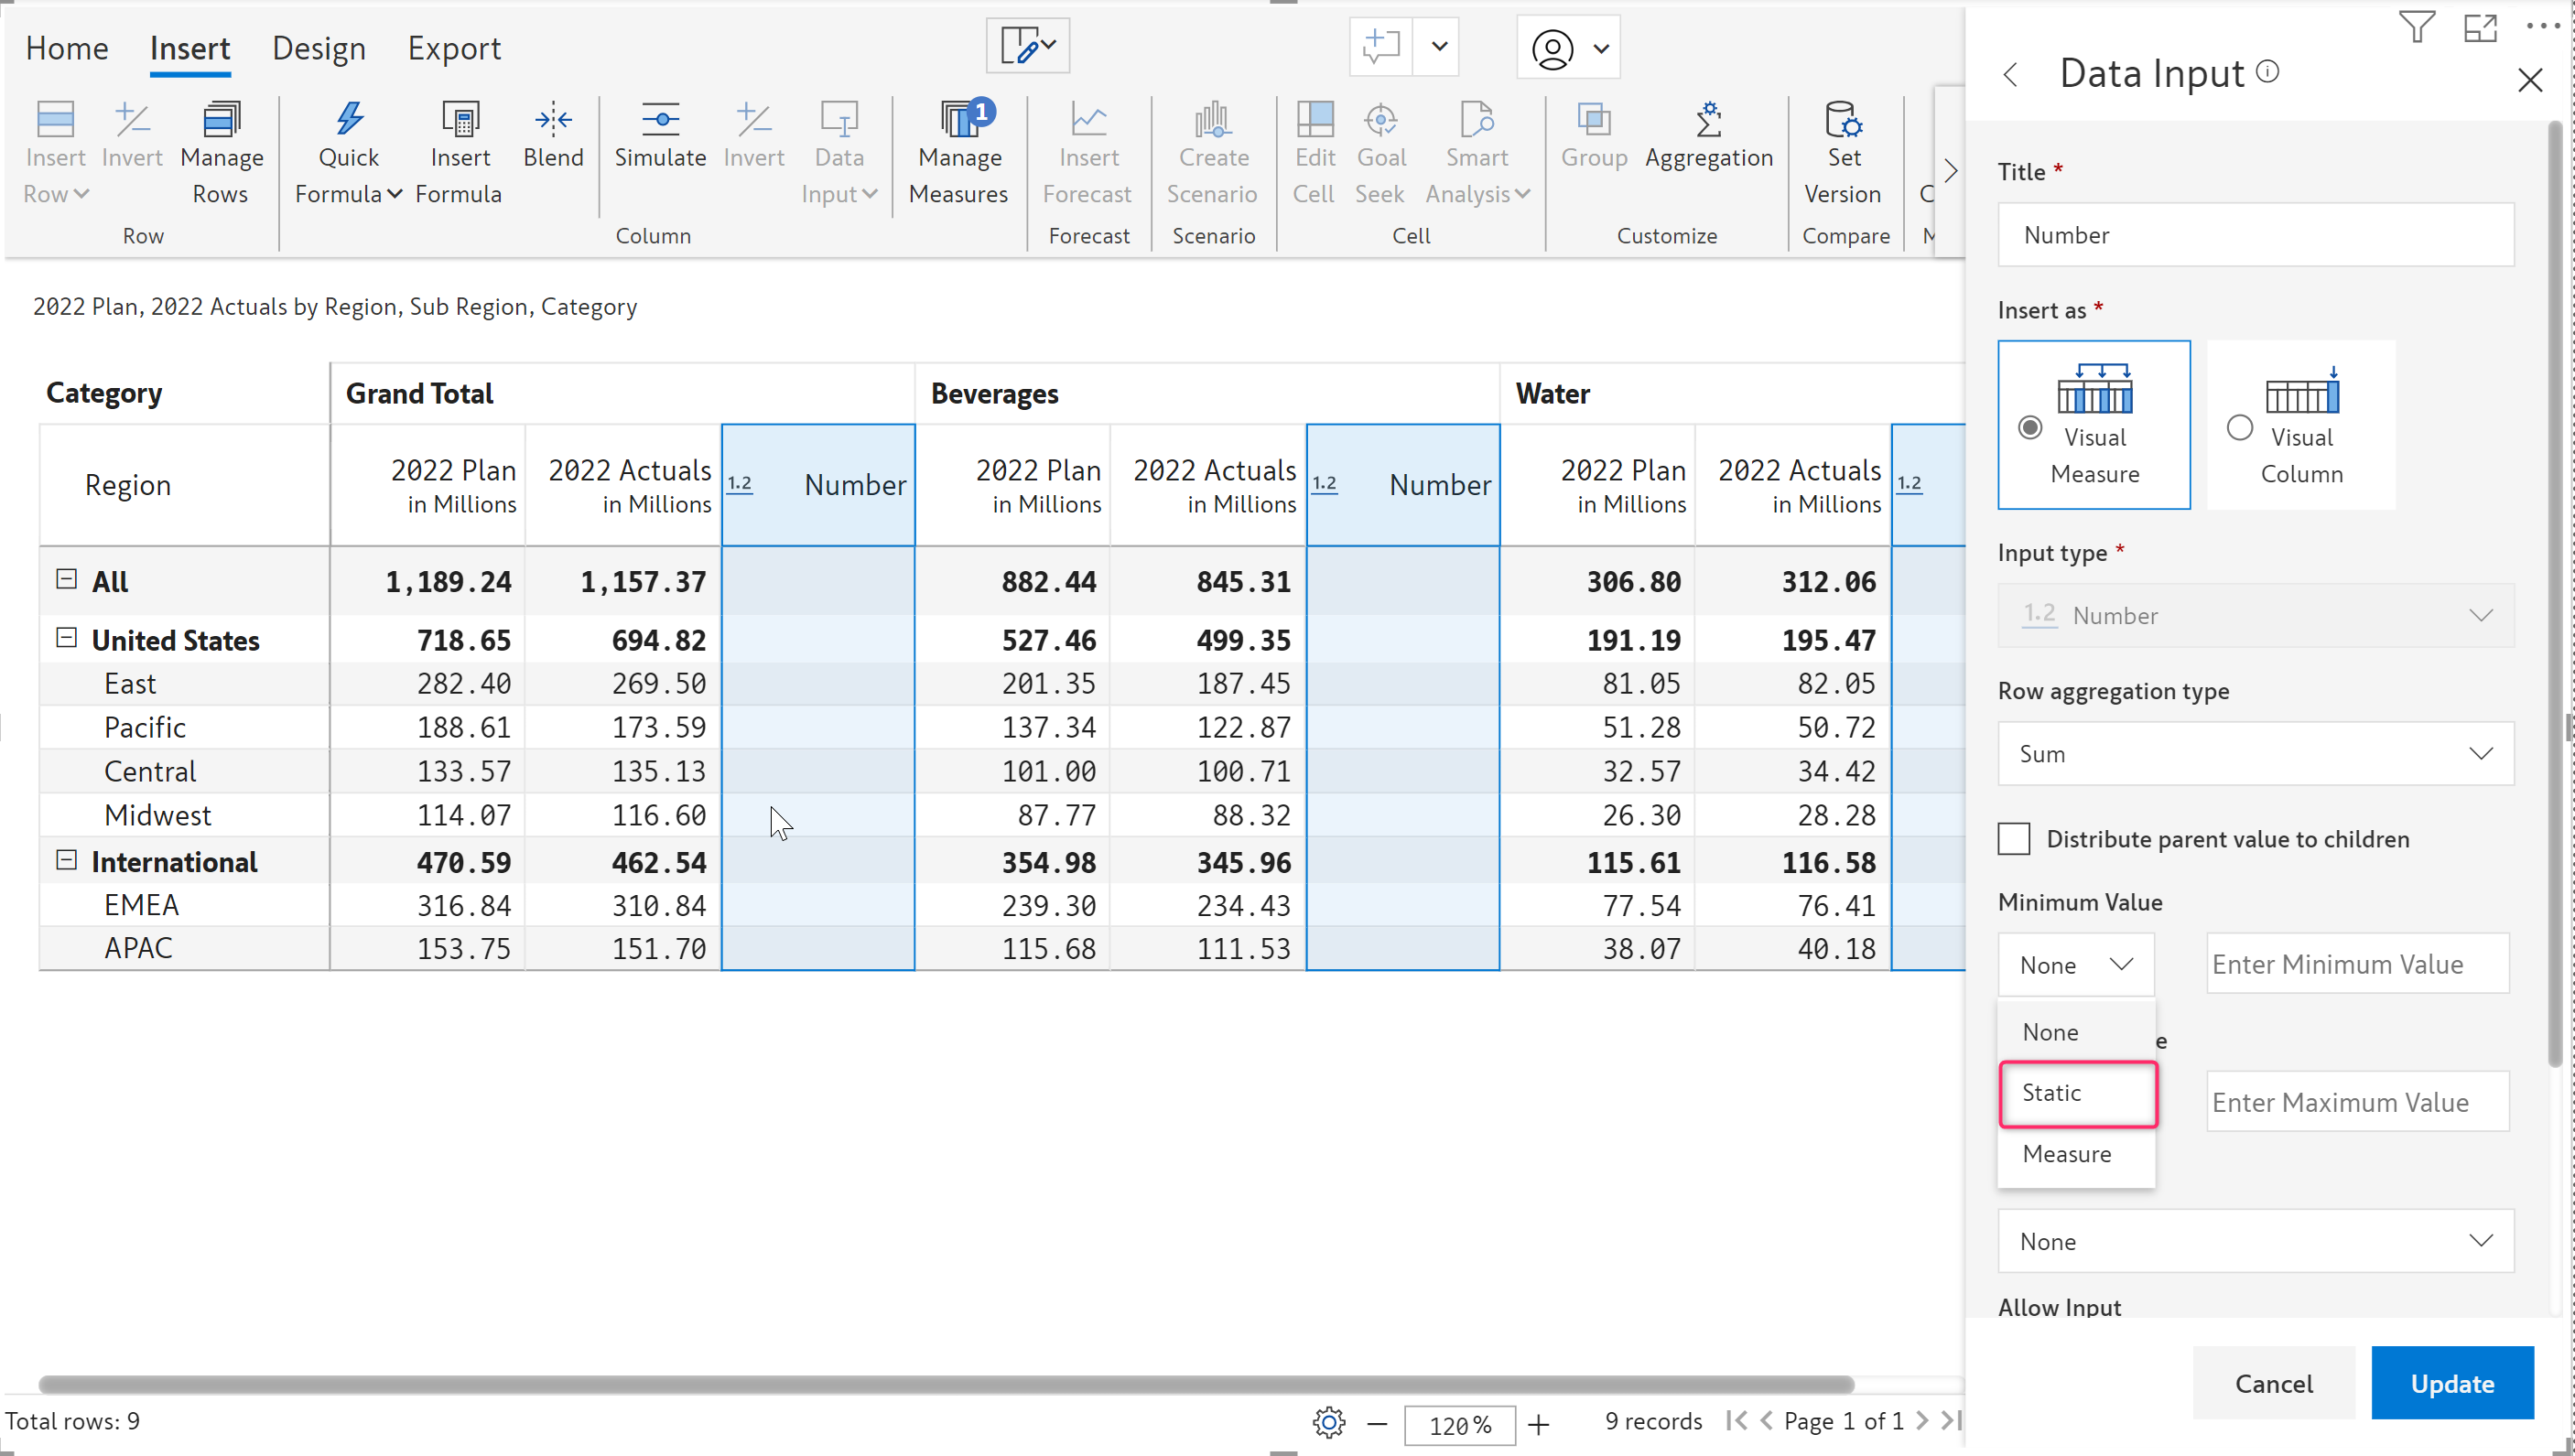 Home Insert Design Export
Insert Row
Invert
Manage Rows
Row
Quick Formula
Insert Formula
Blend
Simulate
Invert
Data Input
Column
Manage Measures
1
Insert Forecast
Forecast
Create Scenario
Scenario
Edit Cell
Goal Seek
Smart Analysis
Cell
Group
Aggregation
Customize
Set Version
Compare
2022 Plan, 2022 Actuals by Region, Sub Region, Category
Category Grand Total Beverages Water
Region 2022 Plan in Millions 2022 Actuals in Millions 1.2 Number 2022 Plan in Millions 2022 Actuals in Millions 1.2 Number 2022 Plan in Millions 2022 Actuals in Millions 1.2
All 1,189.24 1,157.37 882.44 845.31 306.80 312.06
United States 718.65 694.82 527.46 499.35 191.19 195.47
East 282.40 269.50 201.35 187.45 81.05 82.05
Pacific 188.61 173.59 137.34 122.87 51.28 50.72
Central 133.57 135.13 101.00 100.71 32.57 34.42
Midwest 114.07 116.60 87.77 88.32 26.30 28.28
International 470.59 462.54 354.98 345.96 115.61 116.58
EMEA 316.84 310.84 239.30 234.43 77.54 76.41
APAC 153.75 151.70 115.68 111.53 38.07 40.18
Total rows: 9
120%
9 records
Page 1 of 1
Data Input
Title *
Number
Insert as *
Visual Measure
Visual Column
Input type *
1.2 Number
Row aggregation type
Sum
Distribute parent value to children
Minimum Value
None
Enter Minimum Value
None
e
Static
Enter Maximum Value
Measure
None
Allow Input
Cancel Update